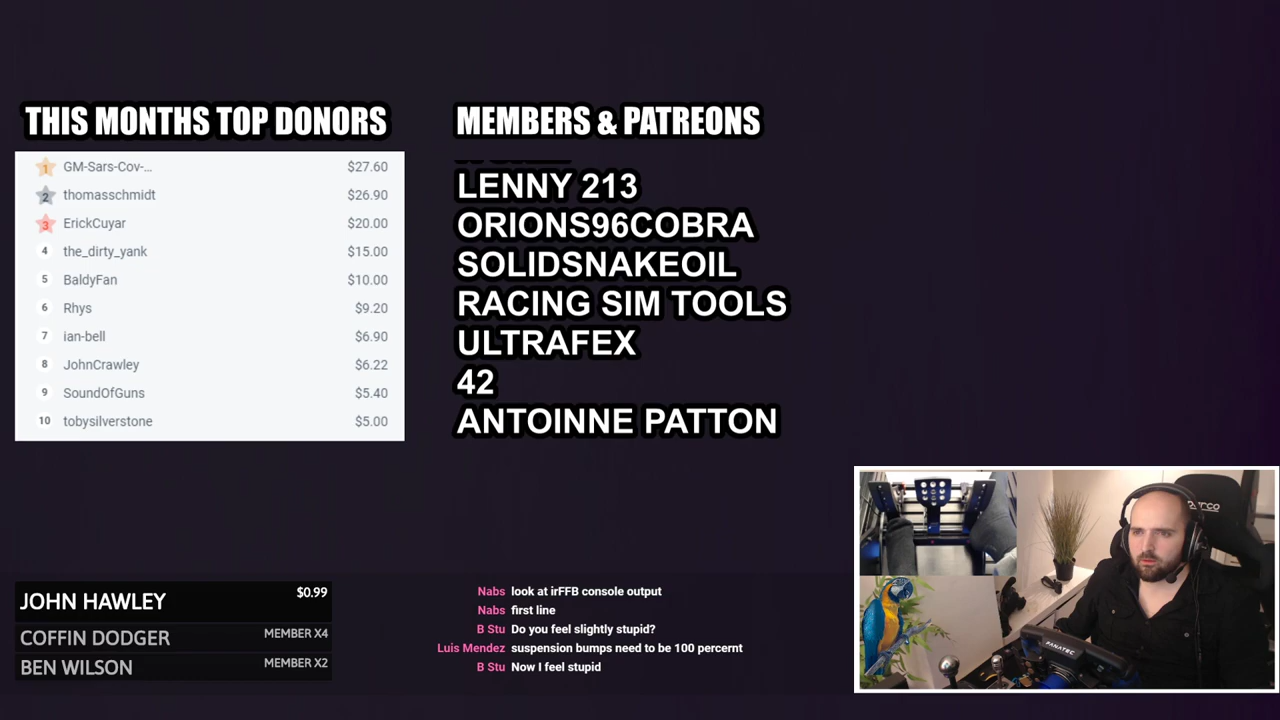 THIS MONTHS TOP DONORS
1 GM-Sars-Cov-... $27.60
2 thomasschmidt $26.90
3 ErickCuyar $20.00
4 the_dirty_yank $15.00
5 BaldyFan $10.00
6 Rhys $9.20
7 ian-bell $6.90
8 JohnCrawley $6.22
9 SoundOfGuns $5.40
10 tobysilverstone $5.00
MEMBERS & PATREONS
LENNY 213
ORIONS96COBRA
SOLIDSNAKEOIL
RACING SIM TOOLS
ULTRAFEX
42
ANTOINNE PATTON
JOHN HAWLEY $0.99
COFFIN DODGER MEMBER X4
BEN WILSON MEMBER X2
Nabs look at irFFB console output
Nabs first line
B Stu Do you feel slightly stupid?
Luis Mendez suspension bumps need to be 100 percernt
B Stu Now I feel stupid
FANATEC